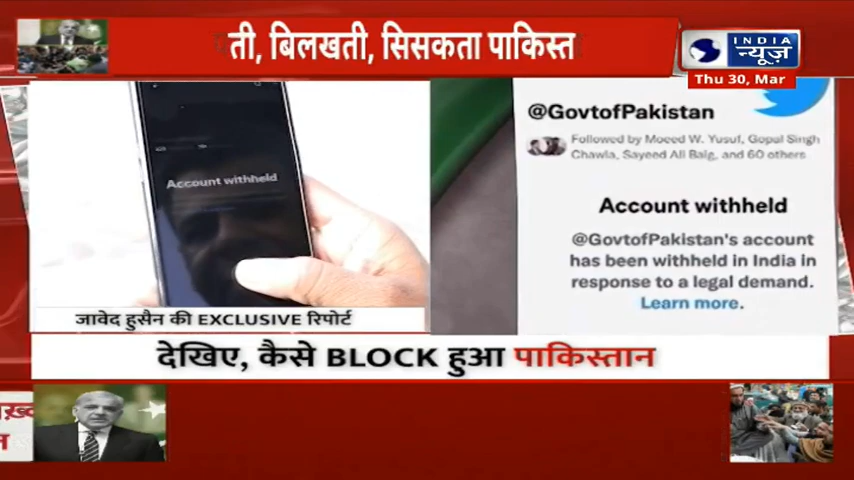 ती, बिलखती, सिसकता पाकिस्त
INDIA
न्यूज़
Thu 30, Mar
Account withheld
@GovtofPakistan
Followed by Moeed W. Yusuf, Gopal Singh
Chawla, Sayeed Ali Baig, and 60 others
Account withheld
@GovtofPakistan's account
has been withheld in India in
response to a legal demand.
Learn more.
जावेद हुसैन की EXCLUSIVE रिपोर्ट
देखिए, कैसे BLOCK हुआ पाकिस्तान